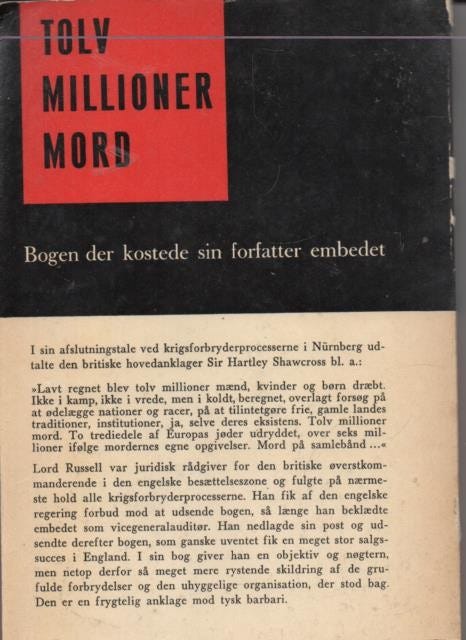 TOLV
MILLIONER
MORD
Bogen der kostede sin forfatter embedet
I sin afslutningstale ved krigsforbryderprocesserne i Nürnberg ud-
talte den britiske hovedanklager Sir Hartley Shawcross bl. a.:
»Lavt regnet blev tolv millioner mænd, kvinder og børn dræbt.
Ikke i kamp, ikke i vrede, men i koldt, beregnet, overlagt forsøg på
at ødelægge nationer og racer, på at tilintetgøre frie, gamle landes
traditioner, institutioner, ja, selve deres eksistens. Tolv millioner
mord. To trediedele af Europas jøder udryddet, over seks mil-
lioner ifølge mordernes egne opgivelser. Mord på samlebånd ...«
Lord Russell var juridisk rådgiver for den britiske øverstkom-
manderende i den engelske besættelseszone og fulgte på nærme-
ste hold alle krigsforbryderprocesserne. Han fik af den engelske
regering forbud mod at udsende bogen, så længe han beklædte
embedet som vicegeneralauditør. Han nedlagde sin post og ud-
sendte derefter bogen, som ganske uventet fik en meget stor salgs-
succes i England. I sin bog giver han en objektiv og nøgtern,
men netop derfor så meget mere rystende skildring af de gru-
fulde forbrydelser og den uhyggelige organisation, der stod bag.
Den er en frygtelig anklage mod tysk barbari.